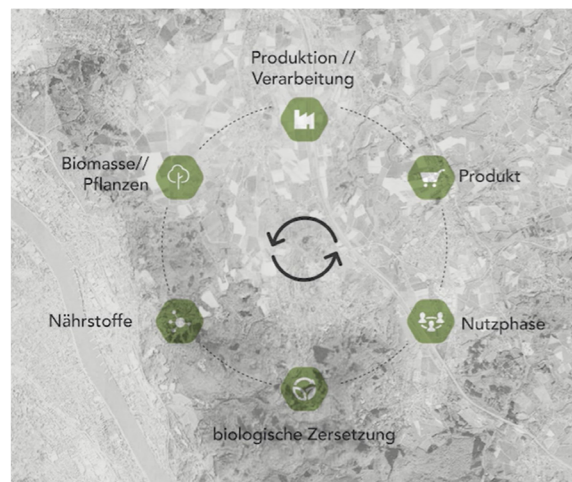 Produktion //
Verarbeitung
Biomasse//
Pflanzen
Produkt
Nährstoffe
Nutzphase
biologische Zersetzung